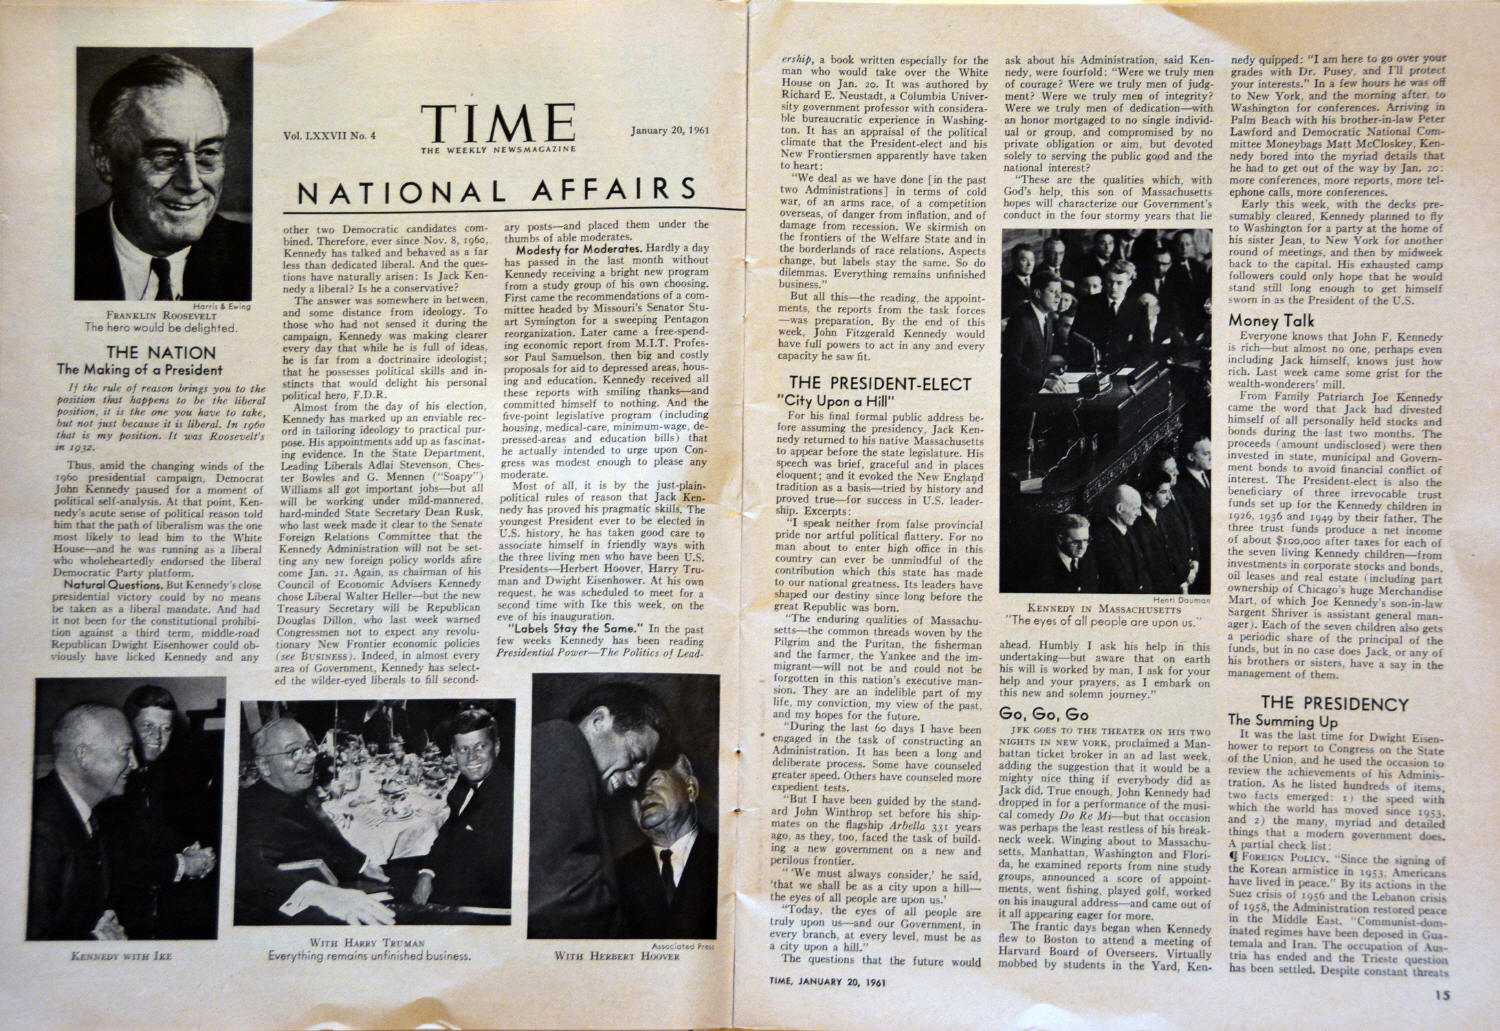 Vol. LXXVII No. 4
TIME
THE WEEKLY NEWSMAGAZINE
January 20, 1961
NATIONAL AFFAIRS
Harris & Ewing
FRANKLIN ROOSEVELT
The hero would be delighted.
THE NATION
The Making of a President
If the rule of reason brings you to the
position that happens to be the liberal
position, it is the one you have to take,
but not just because it is liberal. In 1960
that is my position. It was Roosevelt's
in 1932.
Thus, amid the changing winds of the
1960 presidential campaign, Democrat
John Kennedy paused for a moment of
political self-analysis. At that point, Ken-
nedy's acute sense of political reason told
him that the path of liberalism was the one
most likely to lead him to the White
House—and he was running as a liberal
who wholeheartedly endorsed the liberal
Democratic Party platform.
Natural Questions. But Kennedy's close
presidential victory could by no means
be taken as a liberal mandate. And had
it not been for the constitutional prohibi-
tion against a third term, middle-road
Republican Dwight Eisenhower could ob-
viously have licked Kennedy and any
other two Democratic candidates com-
bined. Therefore, ever since Nov. 8, 1960,
Kennedy has talked and behaved as a far
less than dedicated liberal. And the ques-
tions have naturally arisen: Is Jack Ken-
nedy a liberal? Is he a conservative?
The answer was somewhere in between,
and some distance from ideology. To
those who had not sensed it during the
campaign, Kennedy was making clearer
every day that while he is full of ideas,
he is far from a doctrinaire ideologist;
that he possesses political skills and in-
stincts that would delight his personal
political hero, F.D.R.
Almost from the day of his election,
Kennedy has marked up an enviable rec-
ord in tailoring ideology to practical pur-
pose. His appointments add up as fascinat-
ing evidence. In the State Department,
Leading Liberals Adlai Stevenson, Ches-
ter Bowles and G. Mennen ("Soapy")
Williams all got important jobs—but all
will be working under mild-mannered,
hard-minded State Secretary Dean Rusk,
who last week made it clear to the Senate
Foreign Relations Committee that the
Kennedy Administration will not be set-
ting any new foreign policy worlds afire
come Jan. 21. Again, as chairman of his
Council of Economic Advisers Kennedy
chose Liberal Walter Heller—but the new
Treasury Secretary will be Republican
Douglas Dillon, who last week warned
Congressmen not to expect any revolu-
tionary New Frontier economic policies
(see BUSINESS). Indeed, in almost every
area of Government, Kennedy has select-
ed the wilder-eyed liberals to fill second-
ary posts—and placed them under the
thumbs of able moderates.
Modesty for Moderates. Hardly a day
has passed in the last month without
Kennedy receiving a bright new program
from a study group of his own choosing.
First came the recommendations of a com-
mittee headed by Missouri's Senator Stu-
art Symington for a sweeping Pentagon
reorganization. Later came a free-spend-
ing economic report from M.I.T. Profes-
sor Paul Samuelson, then big and costly
proposals for aid to depressed areas, hous-
ing and education. Kennedy received all
these reports with smiling thanks—and
committed himself to nothing. And the
five-point legislative program (including
housing, medical-care, minimum-wage, de-
pressed-areas and education bills) that
he actually intended to urge upon Con-
gress was modest enough to please any
moderate.
Most of all, it is by the just-plain-
political rules of reason that Jack Ken-
nedy has proved his pragmatic skills. The
youngest President ever to be elected in
U.S. history, he has taken good care to
associate himself in friendly ways with
the three living men who have been U.S.
Presidents—Herbert Hoover, Harry Tru-
man and Dwight Eisenhower. At his own
request, he was scheduled to meet for a
second time with Ike this week, on the
eve of his inauguration.
"Labels Stay the Same." In the past
few weeks Kennedy has been reading
Presidential Power—The Politics of Lead-
KENNEDY WITH IKE
WITH HARRY TRUMAN
Everything remains unfinished business.
Associated Press
WITH HERBERT HOOVER
ership, a book written especially for the
man who would take over the White
House on Jan. 20. It was authored by
Richard E. Neustadt, a Columbia Univer-
sity government professor with considera-
ble bureaucratic experience in Washing-
ton. It has an appraisal of the political
climate that the President-elect and his
New Frontiersmen apparently have taken
to heart:
"We deal as we have done [in the past
two Administrations] in terms of cold
war, of an arms race, of a competition
overseas, of danger from inflation, and of
damage from recession. We skirmish on
the frontiers of the Welfare State and in
the borderlands of race relations. Aspects
change, but labels stay the same. So do
dilemmas. Everything remains unfinished
business."
But all this—the reading, the appoint-
ments, the reports from the task forces
—was preparation. By the end of this
week, John Fitzgerald Kennedy would
have full powers to act in any and every
capacity he saw fit.
THE PRESIDENT-ELECT
"City Upon a Hill"
For his final formal public address be-
fore assuming the presidency, Jack Ken-
nedy returned to his native Massachusetts
to appear before the state legislature. His
speech was brief, graceful and in places
eloquent; and it evoked the New England
tradition as a basis—tried by history and
proved true—for success in U.S. leader-
ship. Excerpts:
"I speak neither from false provincial
pride nor artful political flattery. For no
man about to enter high office in this
country can ever be unmindful of the
contribution which this state has made
to our national greatness. Its leaders have
shaped our destiny since long before the
great Republic was born.
"The enduring qualities of Massachu-
setts—the common threads woven by the
Pilgrim and the Puritan, the fisherman
and the farmer, the Yankee and the im-
migrant—will not be and could not be
forgotten in this nation's executive man-
sion. They are an indelible part of my
life, my conviction, my view of the past,
and my hopes for the future.
"During the last 60 days I have been
engaged in the task of constructing an
Administration. It has been a long and
deliberate process. Some have counseled
greater speed. Others have counseled more
expedient tests.
"But I have been guided by the stand-
ard John Winthrop set before his ship-
mates on the flagship Arbella 331 years
ago, as they, too, faced the task of build-
ing a new government on a new and
perilous frontier.
" 'We must always consider,' he said,
'that we shall be as a city upon a hill—
the eyes of all people are upon us.'
"Today, the eyes of all people are
truly upon us—and our Government, in
every branch, at every level, must be as
a city upon a hill."
The questions that the future would
ask about his Administration, said Ken-
nedy, were fourfold: "Were we truly men
of courage? Were we truly men of judg-
ment? Were we truly men of integrity?
Were we truly men of dedication—with
an honor mortgaged to no single individ-
ual or group, and compromised by no
private obligation or aim, but devoted
solely to serving the public good and the
national interest?
"These are the qualities which, with
God's help, this son of Massachusetts
hopes will characterize our Government's
conduct in the four stormy years that lie
Henri Dauman
KENNEDY IN MASSACHUSETTS
"The eyes of all people are upon us."
ahead. Humbly I ask his help in this
undertaking—but aware that on earth
his will is worked by man, I ask for your
help and your prayers, as I embark on
this new and solemn journey."
Go, Go, Go
JFK GOES TO THE THEATER ON HIS TWO
NIGHTS IN NEW YORK, proclaimed a Man-
hattan ticket broker in an ad last week,
adding the suggestion that it would be a
mighty nice thing if everybody did as
Jack did. True enough, John Kennedy had
dropped in for a performance of the musi-
cal comedy Do Re Mi—but that occasion
was perhaps the least restless of his break-
neck week. Winging about to Massachu-
setts, Manhattan, Washington and Flori-
da, he examined reports from nine study
groups, announced a score of appoint-
ments, went fishing, played golf, worked
on his inaugural address—and came out of
it all appearing eager for more.
The frantic days began when Kennedy
flew to Boston to attend a meeting of
Harvard Board of Overseers. Virtually
mobbed by students in the Yard, Ken-
nedy quipped: "I am here to go over your
grades with Dr. Pusey, and I'll protect
your interests." In a few hours he was off
to New York, and the morning after, to
Washington for conferences. Arriving in
Palm Beach with his brother-in-law Peter
Lawford and Democratic National Com-
mittee Moneybags Matt McCloskey, Ken-
nedy bored into the myriad details that
he had to get out of the way by Jan. 20:
more conferences, more reports, more tel-
ephone calls, more conferences.
Early this week, with the decks pre-
sumably cleared, Kennedy planned to fly
to Washington for a party at the home of
his sister Jean, to New York for another
round of meetings, and then by midweek
back to the capital. His exhausted camp
followers could only hope that he would
stand still long enough to get himself
sworn in as the President of the U.S.
Money Talk
Everyone knows that John F. Kennedy
is rich—but almost no one, perhaps even
including Jack himself, knows just how
rich. Last week came some grist for the
wealth-wonderers' mill.
From Family Patriarch Joe Kennedy
came the word that Jack had divested
himself of all personally held stocks and
bonds during the last two months. The
proceeds (amount undisclosed) were then
invested in state, municipal and Govern-
ment bonds to avoid financial conflict of
interest. The President-elect is also the
beneficiary of three irrevocable trust
funds set up for the Kennedy children in
1926, 1936 and 1949 by their father. The
three trust funds produce a net income
of about $100,000 after taxes for each of
the seven living Kennedy children—from
investments in corporate stocks and bonds,
oil leases and real estate (including part
ownership of Chicago's huge Merchandise
Mart, of which Joe Kennedy's son-in-law
Sargent Shriver is assistant general man-
ager). Each of the seven children also gets
a periodic share of the principal of the
funds, but in no case does Jack, or any of
his brothers or sisters, have a say in the
management of them.
THE PRESIDENCY
The Summing Up
It was the last time for Dwight Eisen-
hower to report to Congress on the State
of the Union, and he used the occasion to
review the achievements of his Adminis-
tration. As he listed hundreds of items,
two facts emerged: 1) the speed with
which the world has moved since 1953,
and 2) the many, myriad and detailed
things that a modern government does.
A partial check list:
¶ FOREIGN POLICY. "Since the signing of
the Korean armistice in 1953, Americans
have lived in peace." By its actions in the
Suez crisis of 1956 and the Lebanon crisis
of 1958, the Administration restored peace
in the Middle East. "Communist-dom-
inated regimes have been deposed in Gua-
temala and Iran. The occupation of Aus-
tria has ended and the Trieste question
has been settled. Despite constant threats
TIME, JANUARY 20, 1961
15